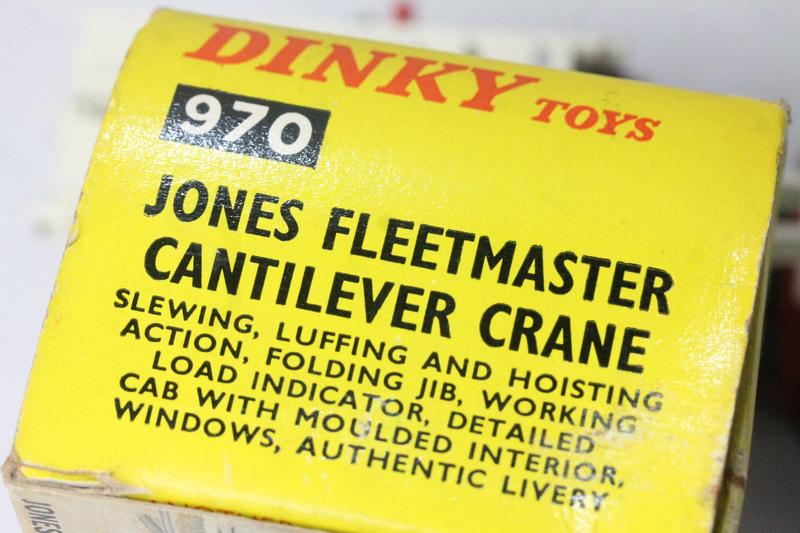 DINKY TOYS
970
JONES FLEETMASTER
CANTILEVER CRANE
SLEWING, LUFFING AND HOISTING
ACTION, FOLDING JIB, WORKING
LOAD INDICATOR, DETAILED
CAB WITH MOULDED INTERIOR,
WINDOWS, AUTHENTIC LIVERY
JONES